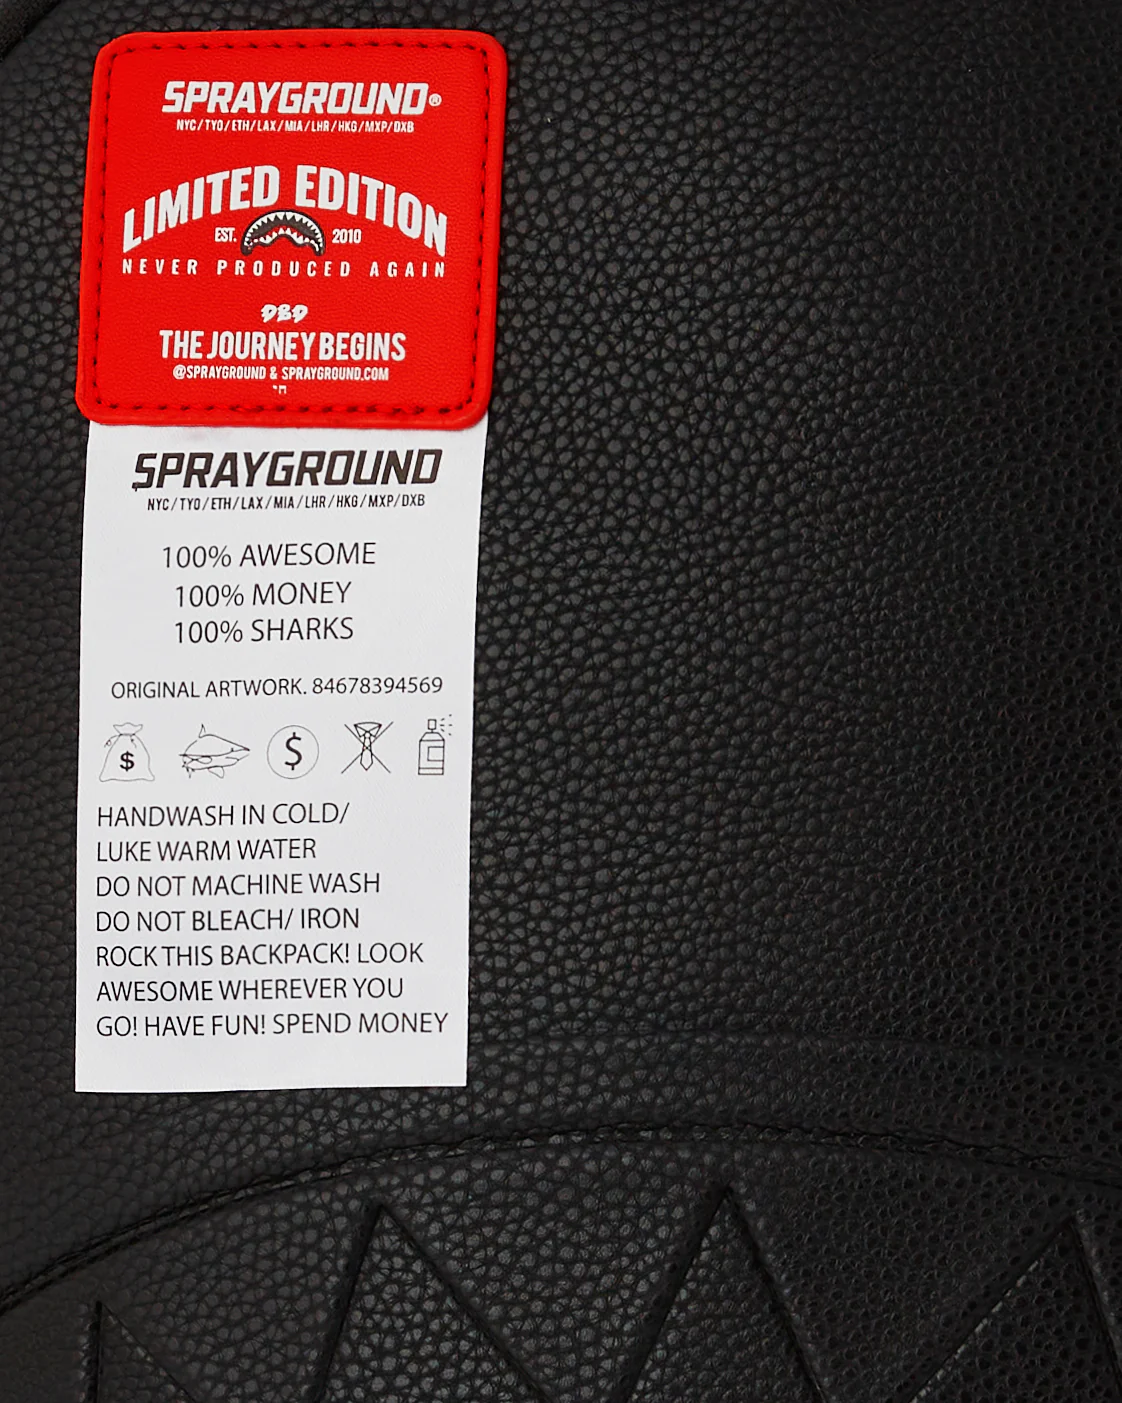 SPRAYGROUND®
NYC/TYO/ETH/LAX/MIA/LHR/HKG/MXP/DXB
LIMITED EDITION
EST. 2010
NEVER PRODUCED AGAIN
THE JOURNEY BEGINS
@SPRAYGROUND & SPRAYGROUND.COM
SPRAYGROUND
NYC/TYO/ETH/LAX/MIA/LHR/HKG/MXP/DXB
100% AWESOME
100% MONEY
100% SHARKS
ORIGINAL ARTWORK. 84678394569
$ $
HANDWASH IN COLD/
LUKE WARM WATER
DO NOT MACHINE WASH
DO NOT BLEACH/ IRON
ROCK THIS BACKPACK! LOOK
AWESOME WHEREVER YOU
GO! HAVE FUN! SPEND MONEY